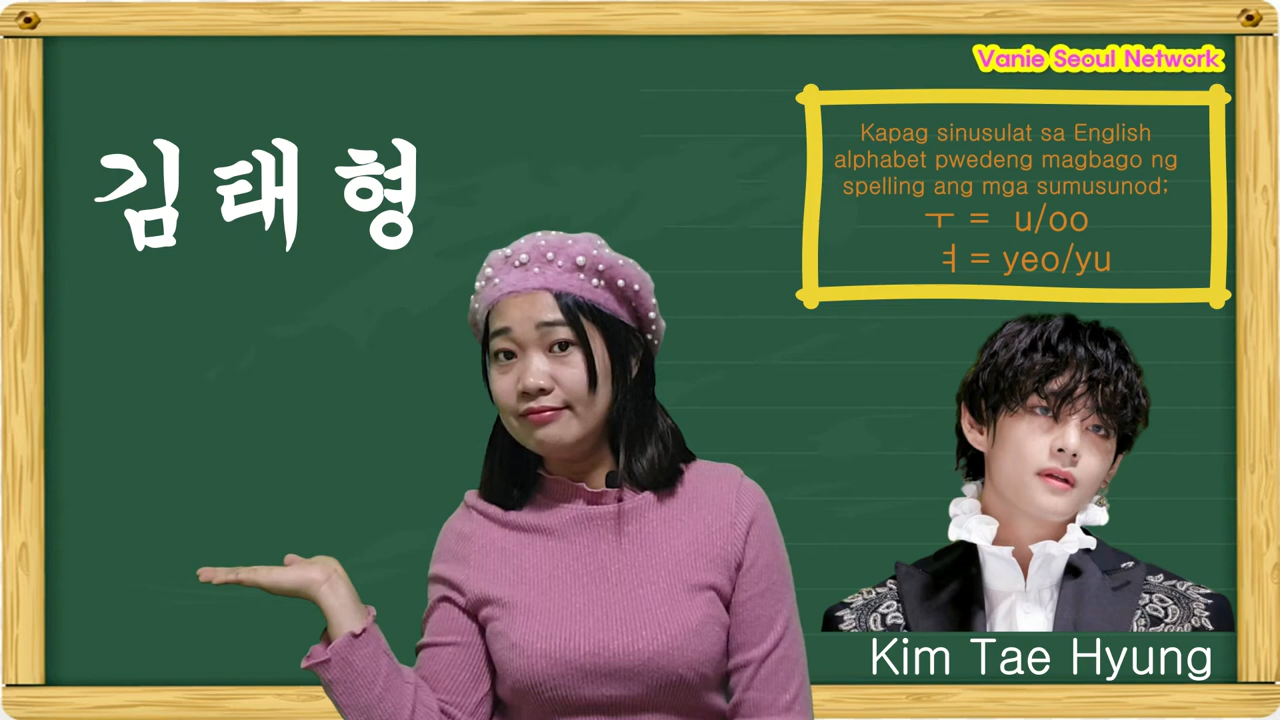 Vanie Seoul Network
김태형
Kapag sinusulat sa English
alphabet pwedeng magbago ng
spelling ang mga sumusunod;
ㅜ = u/oo
ㅕ = yeo/yu
Kim Tae Hyung